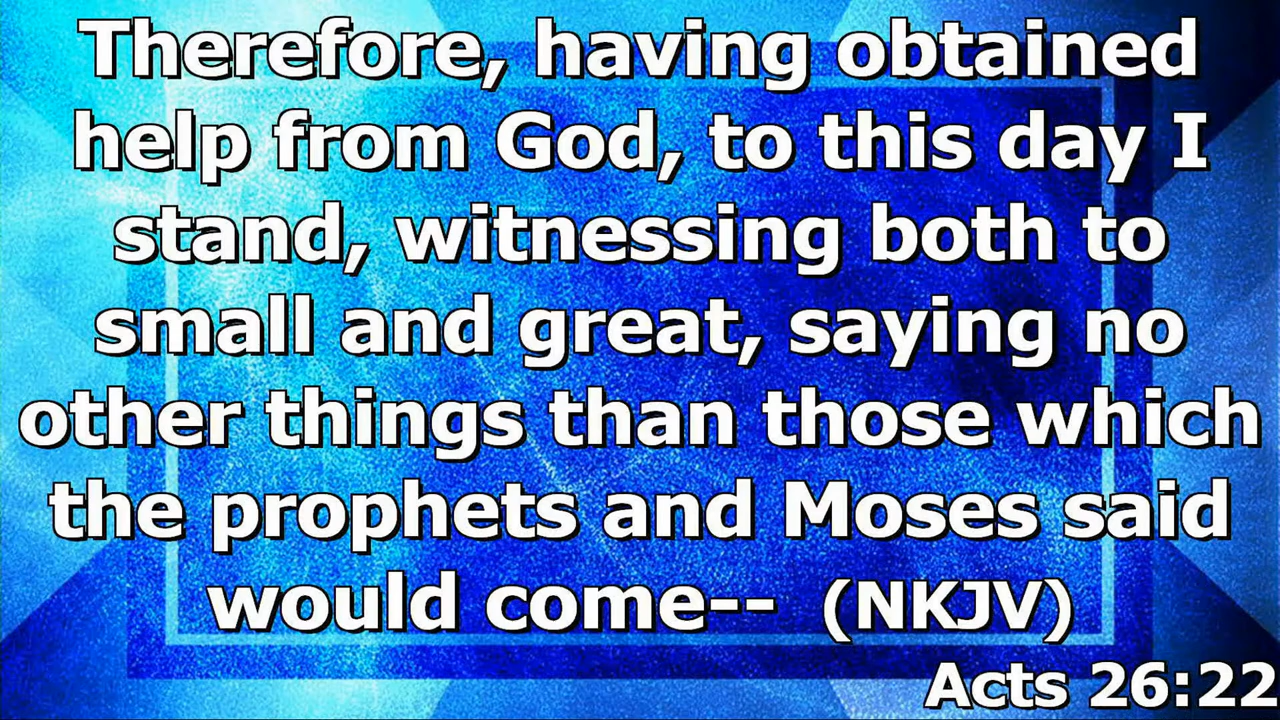 Therefore, having obtained
help from God, to this day I
stand, witnessing both to
small and great, saying no
other things than those which
the prophets and Moses said
would come-- (NKJV)
Acts 26:22